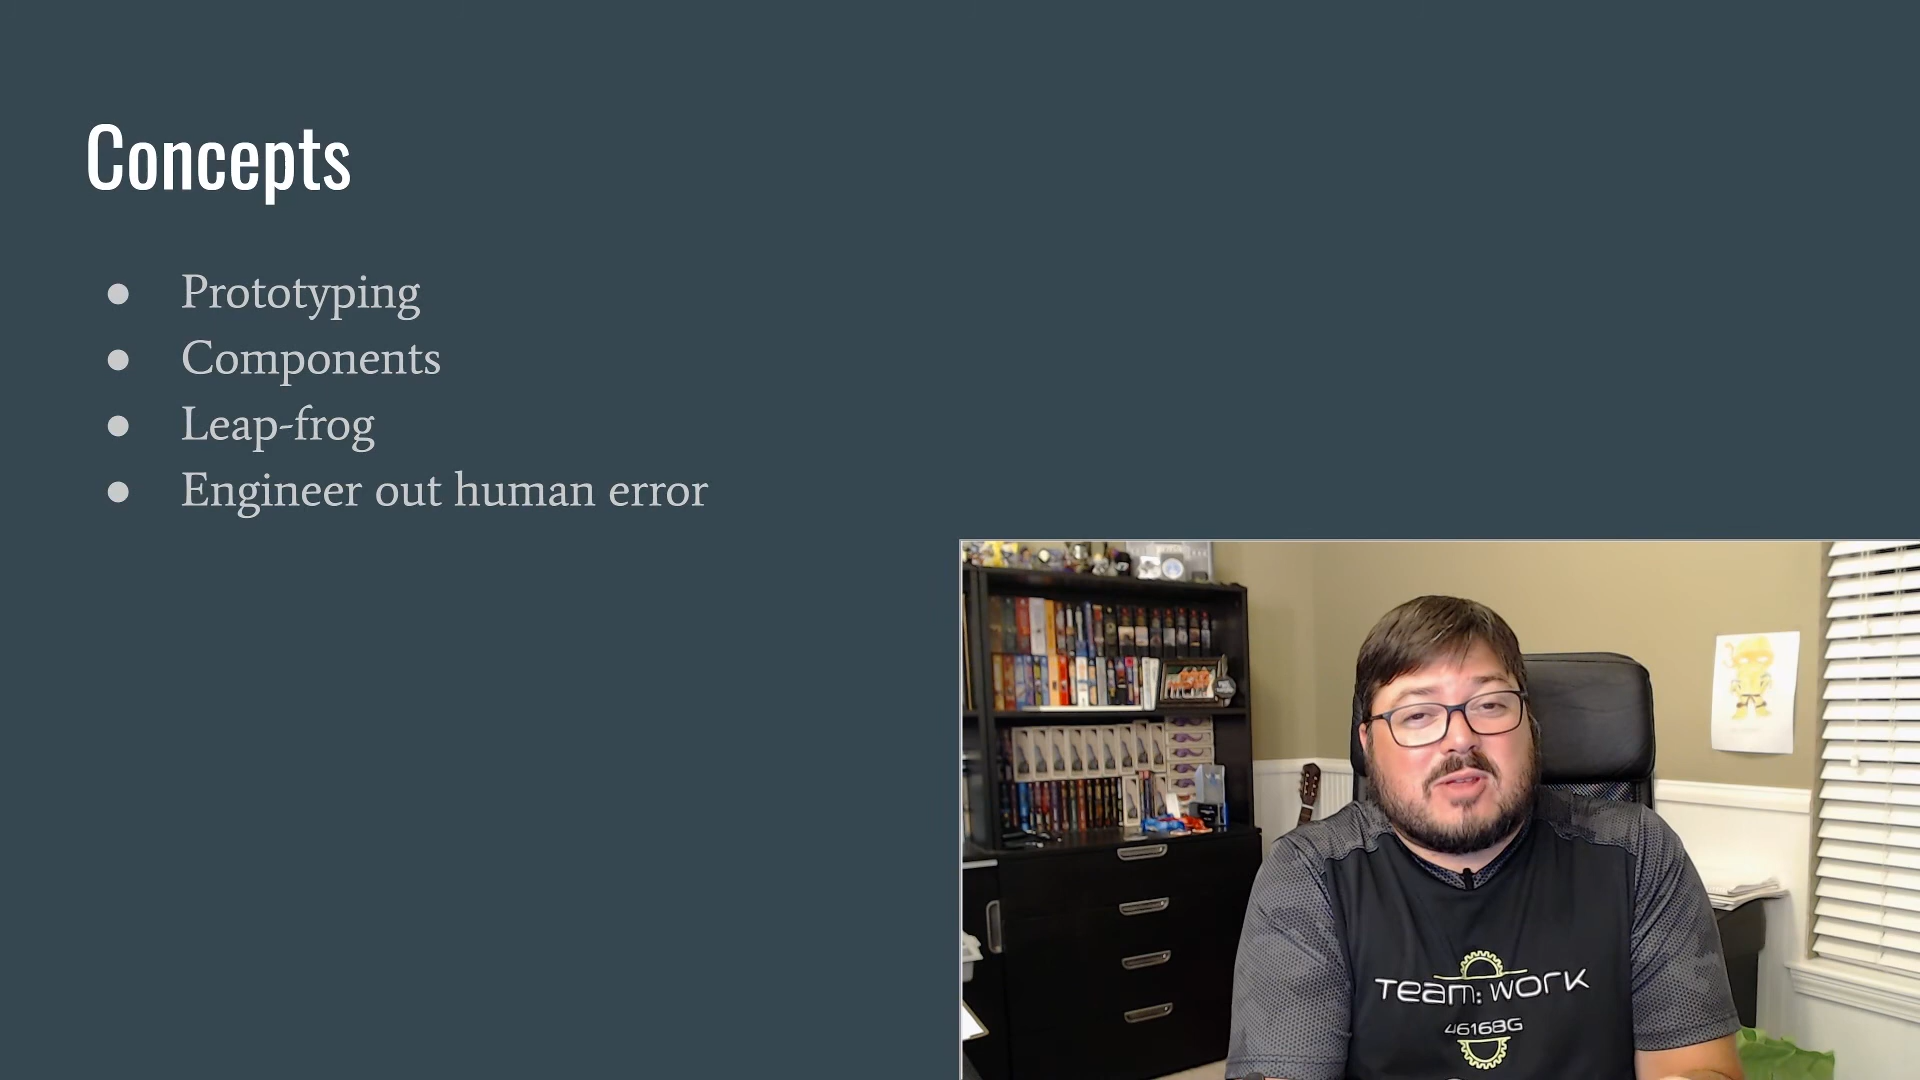 Concepts
● Prototyping
● Components
● Leap-frog
● Engineer out human error
Team: WORK
46168G